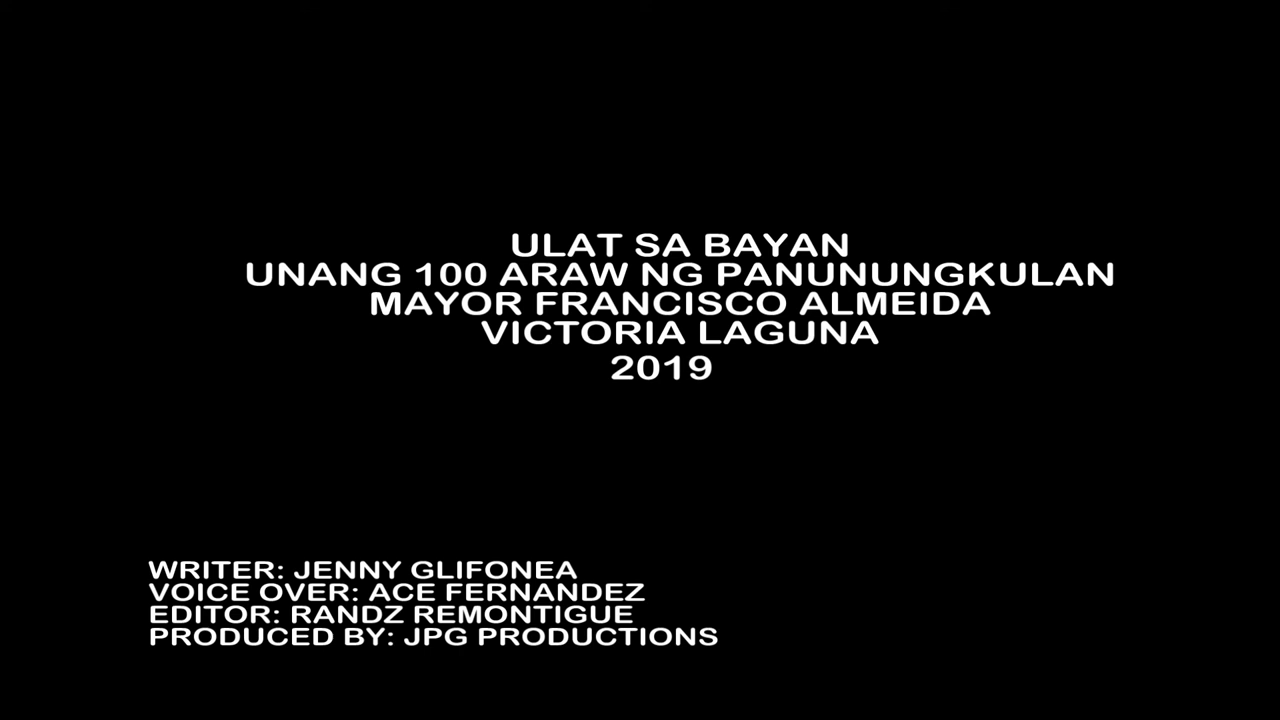 ULAT SA BAYAN
UNANG 100 ARAW NG PANUNUNGKULAN
MAYOR FRANCISCO ALMEIDA
VICTORIA LAGUNA
2019
WRITER: JENNY GLIFONEA
VOICE OVER: ACE FERNANDEZ
EDITOR: RANDZ REMONTIGUE
PRODUCED BY: JPG PRODUCTIONS